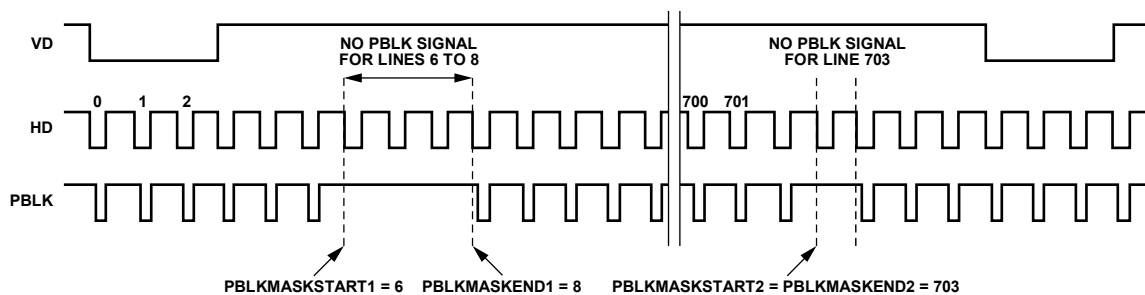 VD
NO PBLK SIGNAL
FOR LINES 6 TO 8
NO PBLK SIGNAL
FOR LINE 703
0 1 2 700 701
HD
PBLK
PBLKMASKSTART1 = 6 PBLKMASKEND1 = 8 PBLKMASKSTART2 = PBLKMASKEND2 = 703